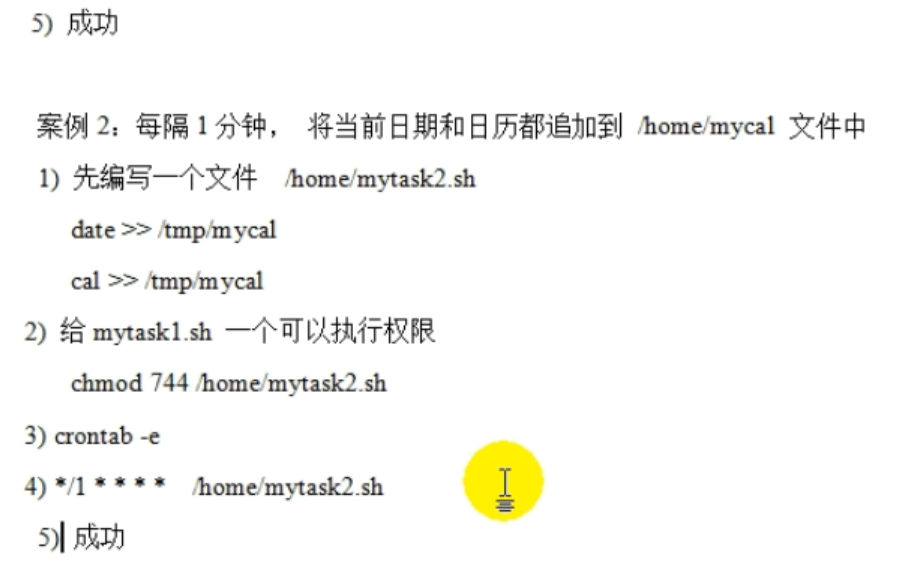 5) 成功
案例 2：每隔 1 分钟， 将当前日期和日历都追加到 /home/mycal 文件中
1) 先编写一个文件 /home/mytask2.sh
date >> /tmp/mycal
cal >> /tmp/mycal
2) 给 mytask1.sh 一个可以执行权限
chmod 744 /home/mytask2.sh
3) crontab -e
4) */1 * * * * /home/mytask2.sh
5) 成功